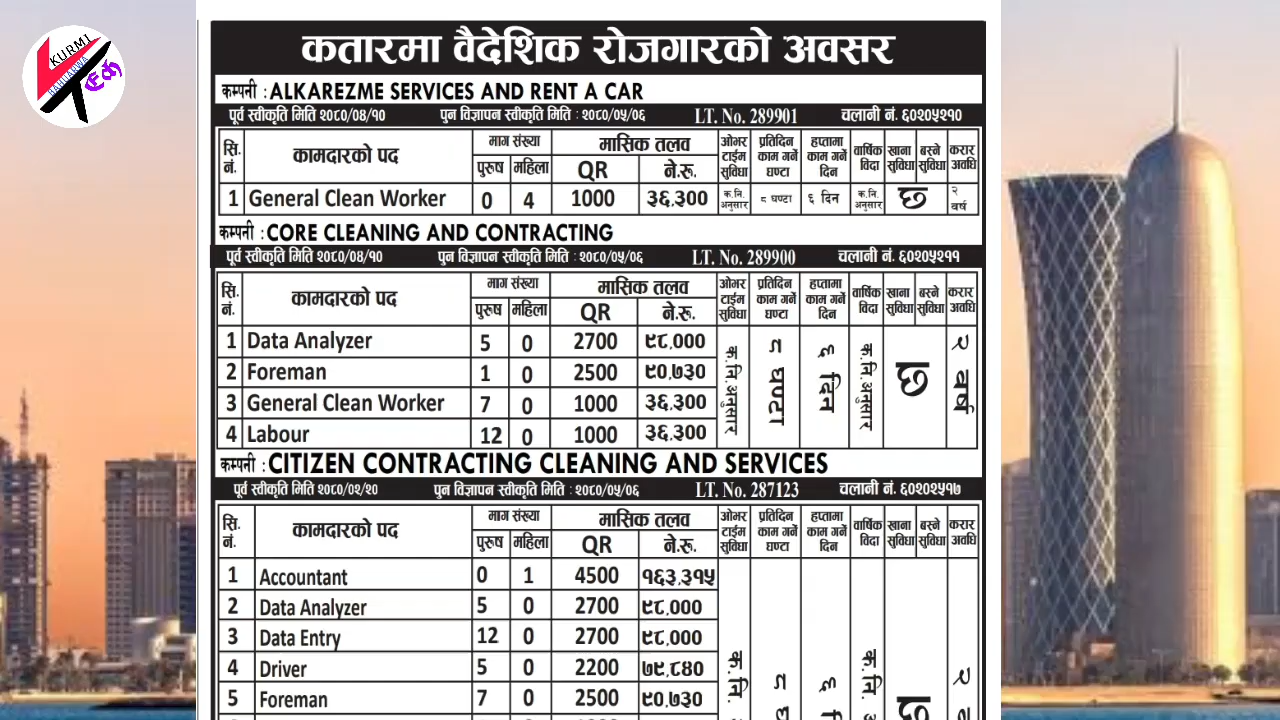 KURMI
MAHTARWA
टेक
कतारमा वैदेशिक रोजगारको अवसर
कम्पनी : ALKAREZME SERVICES AND RENT A CAR
पूर्व स्वीकृति मिति २०८०/०४/१० पुन विज्ञापन स्वीकृति मिति : २०८०/०५/०६ LT. No. 289901 चलानी नं. ६०२०५२१०
सि. नं. कामदारको पद माग संख्या पुरूष महिला मासिक तलव QR ने.रू. ओभर टाईम सुविधा प्रतिदिन काम गर्ने घण्टा हप्तामा काम गर्ने दिन वार्षिक विदा खाना सुविधा बस्ने सुविधा करार अवधि
1 General Clean Worker 0 4 1000 ३६,३०० क.नि. अनुसार ८ घण्टा ६ दिन क.नि. अनुसार छ २ वर्ष
कम्पनी : CORE CLEANING AND CONTRACTING
पूर्व स्वीकृति मिति २०८०/०४/१० पुन विज्ञापन स्वीकृति मिति : २०८०/०५/०६ LT. No. 289900 चलानी नं. ६०२०५२११
सि. नं. कामदारको पद माग संख्या पुरूष महिला मासिक तलव QR ने.रू. ओभर टाईम सुविधा प्रतिदिन काम गर्ने घण्टा हप्तामा काम गर्ने दिन वार्षिक विदा खाना सुविधा बस्ने सुविधा करार अवधि
1 Data Analyzer 5 0 2700 ९८,००० क.नि.अनुसार ८ घण्टा ६ दिन क.नि.अनुसार छ २ वर्ष
2 Foreman 1 0 2500 ९०,७३०
3 General Clean Worker 7 0 1000 ३६,३००
4 Labour 12 0 1000 ३६,३००
कम्पनी : CITIZEN CONTRACTING CLEANING AND SERVICES
पूर्व स्वीकृति मिति २०८०/०२/२० पुन विज्ञापन स्वीकृति मिति : २०८०/०५/०६ LT. No. 287123 चलानी नं. ६०२०२५१७
सि. नं. कामदारको पद माग संख्या पुरूष महिला मासिक तलव QR ने.रू. ओभर टाईम सुविधा प्रतिदिन काम गर्ने घण्टा हप्तामा काम गर्ने दिन वार्षिक विदा खाना सुविधा बस्ने सुविधा करार अवधि
1 Accountant 0 1 4500 १६३,३१५
2 Data Analyzer 5 0 2700 ९८,०००
3 Data Entry 12 0 2700 ९८,०००
4 Driver 5 0 2200 ७९,८४० क.नि. ८ ६ क.नि. २
5 Foreman 7 0 2500 ९०,७३० छ